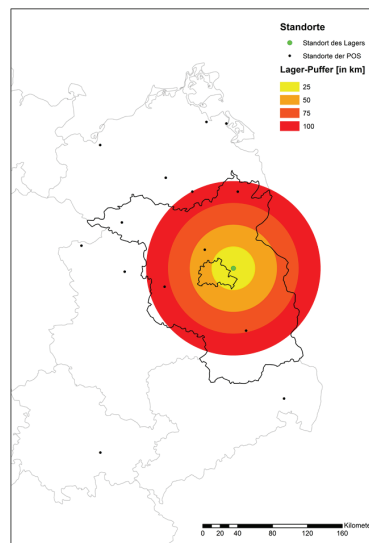 Standorte
Standort des Lagers
Standorte der POS
Lager-Puffer [in km]
25
50
75
100
Kilomete
0 10 20 40 80 120 160